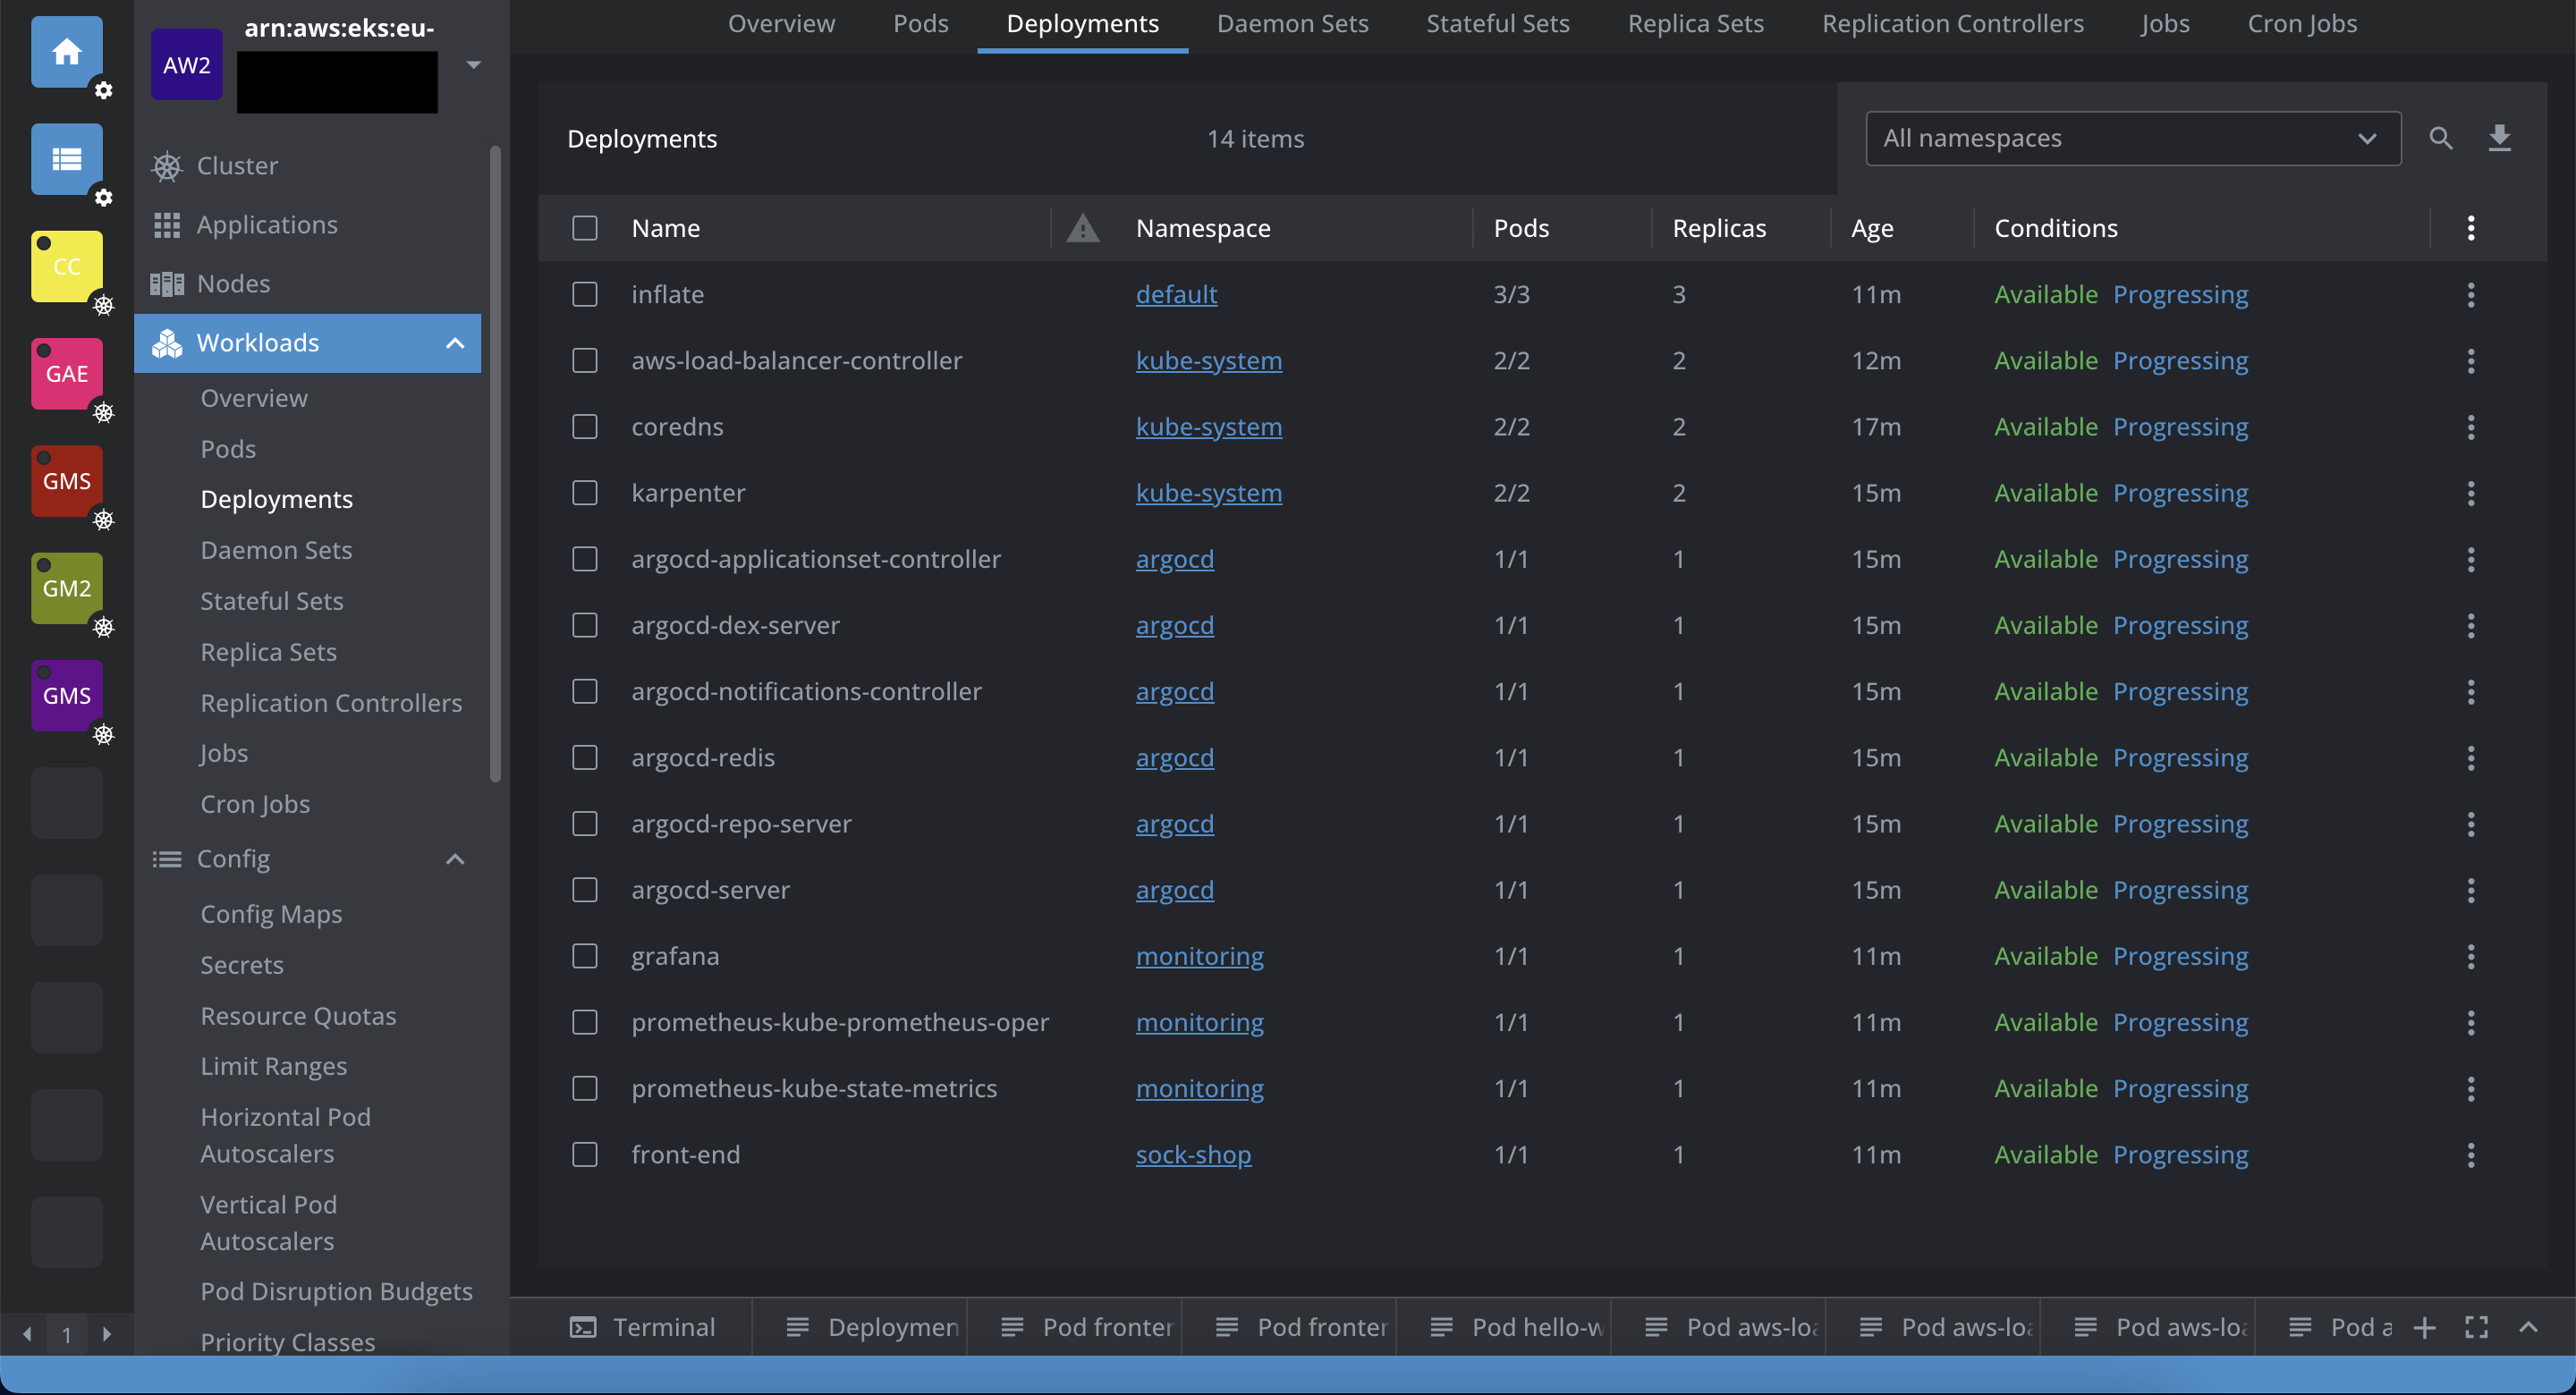 CC
GAE
GMS
GM2
GMS
1
AW2
arn:aws:eks:eu-
Cluster
Applications
Nodes
Workloads
Overview
Pods
Deployments
Daemon Sets
Stateful Sets
Replica Sets
Replication Controllers
Jobs
Cron Jobs
Config
Config Maps
Secrets
Resource Quotas
Limit Ranges
Horizontal Pod
Autoscalers
Vertical Pod
Autoscalers
Pod Disruption Budgets
Priority Classes
Overview Pods Deployments Daemon Sets Stateful Sets Replica Sets Replication Controllers Jobs Cron Jobs
Deployments 14 items All namespaces
Name Namespace Pods Replicas Age Conditions
inflate default 3/3 3 11m Available Progressing
aws-load-balancer-controller kube-system 2/2 2 12m Available Progressing
coredns kube-system 2/2 2 17m Available Progressing
karpenter kube-system 2/2 2 15m Available Progressing
argocd-applicationset-controller argocd 1/1 1 15m Available Progressing
argocd-dex-server argocd 1/1 1 15m Available Progressing
argocd-notifications-controller argocd 1/1 1 15m Available Progressing
argocd-redis argocd 1/1 1 15m Available Progressing
argocd-repo-server argocd 1/1 1 15m Available Progressing
argocd-server argocd 1/1 1 15m Available Progressing
grafana monitoring 1/1 1 11m Available Progressing
prometheus-kube-prometheus-oper monitoring 1/1 1 11m Available Progressing
prometheus-kube-state-metrics monitoring 1/1 1 11m Available Progressing
front-end sock-shop 1/1 1 11m Available Progressing
Terminal Deploymen Pod fronter Pod fronter Pod hello-w Pod aws-loa Pod aws-loa Pod aws-loa Pod a